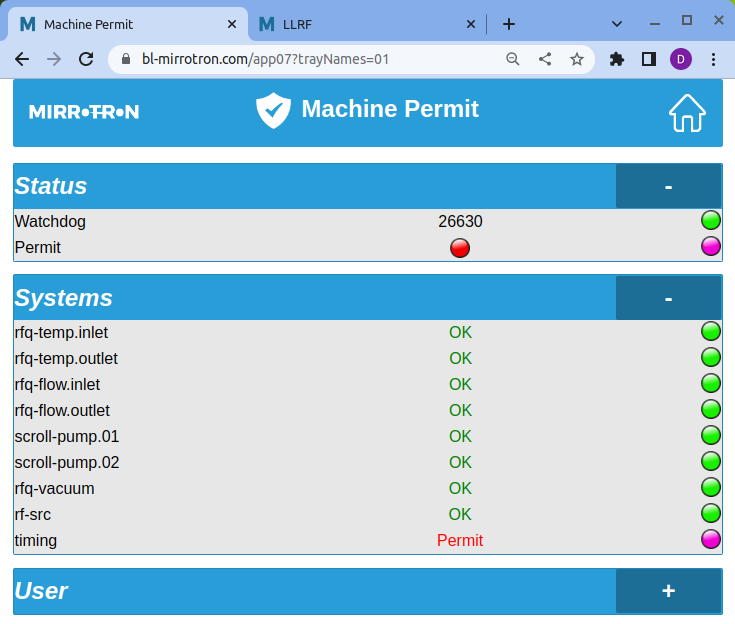 Machine Permit
LLRF
bl-mirrotron.com/app07?trayNames=01
D
MIRROTRON
Machine Permit
Status -
Watchdog 26630
Permit
Systems -
rfq-temp.inlet OK
rfq-temp.outlet OK
rfq-flow.inlet OK
rfq-flow.outlet OK
scroll-pump.01 OK
scroll-pump.02 OK
rfq-vacuum OK
rf-src OK
timing Permit
User +